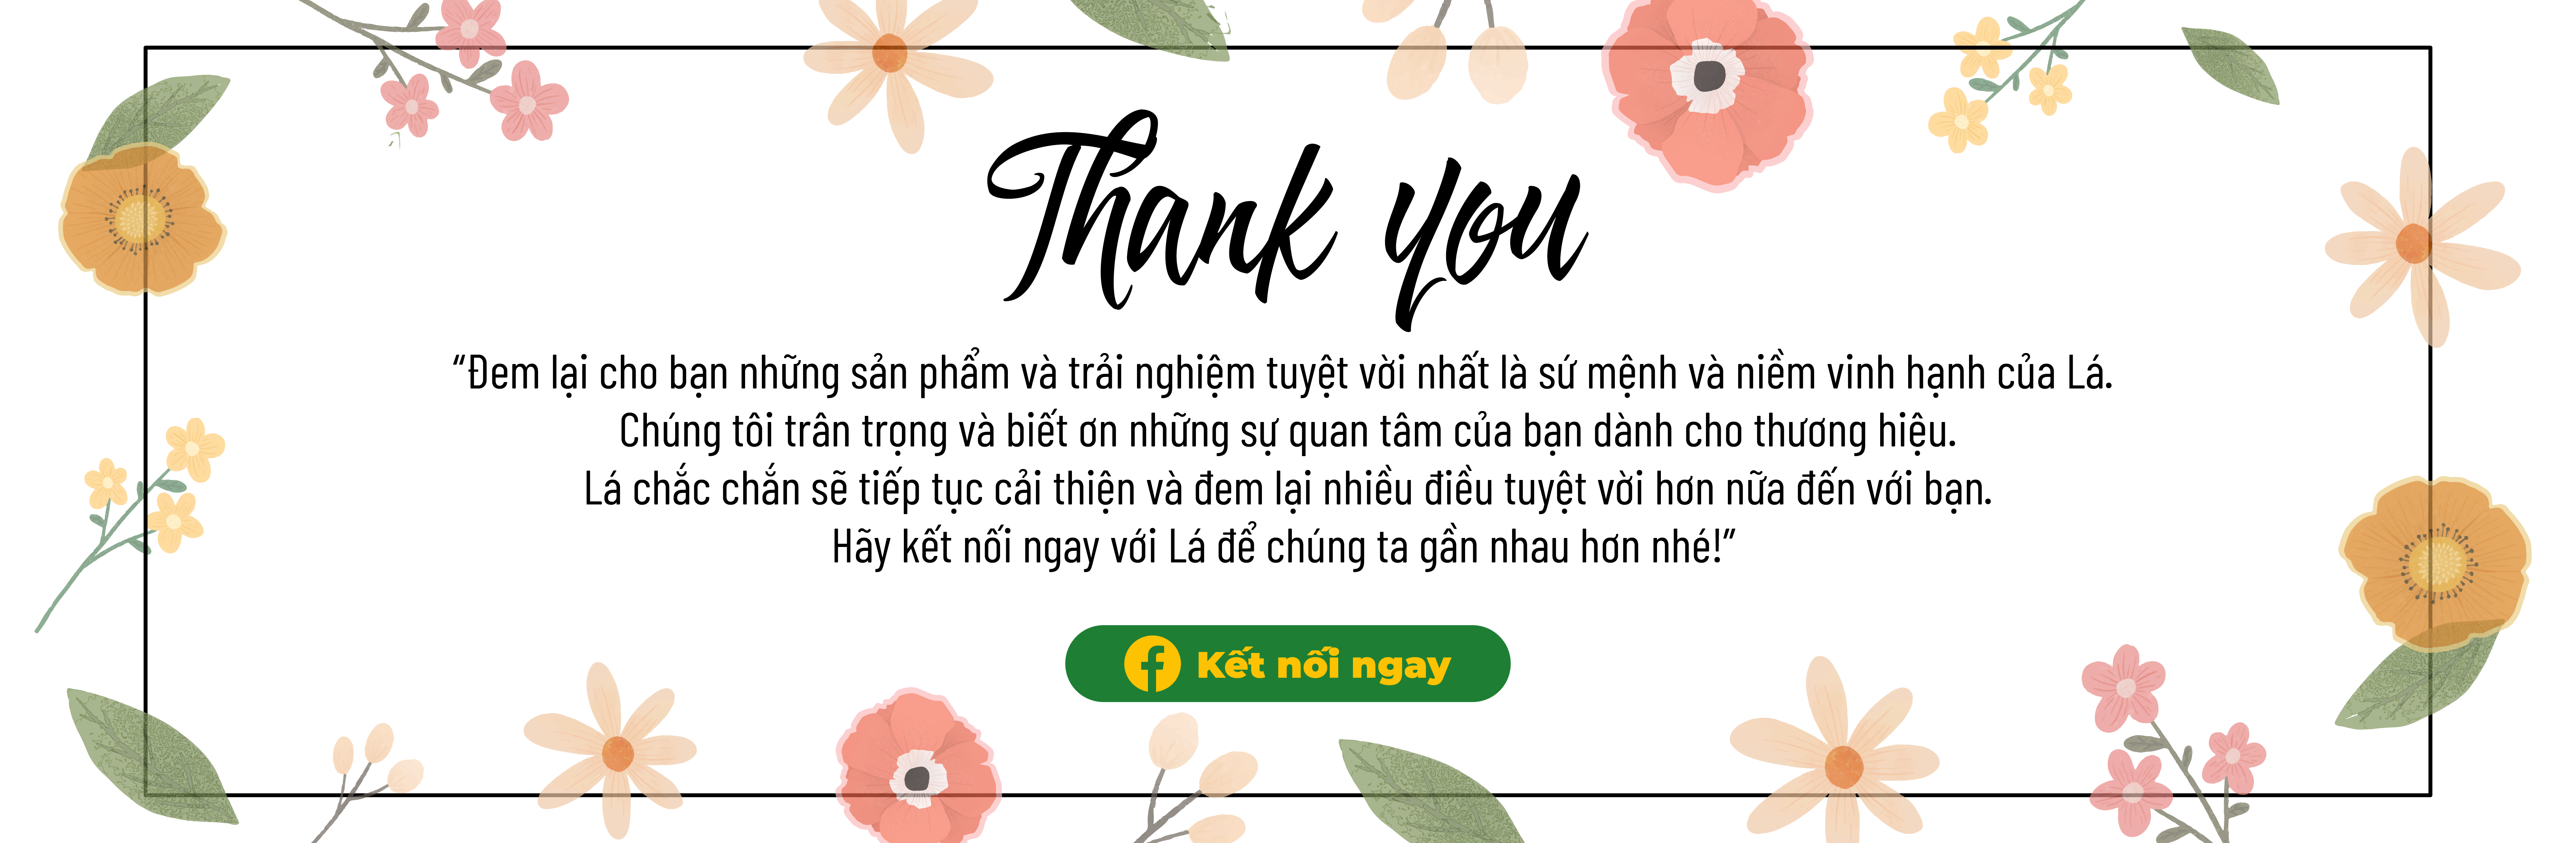 Thank you
“Đem lại cho bạn những sản phẩm và trải nghiệm tuyệt vời nhất là sứ mệnh và niềm vinh hạnh của Lá.
Chúng tôi trân trọng và biết ơn những sự quan tâm của bạn dành cho thương hiệu.
Lá chắc chắn sẽ tiếp tục cải thiện và đem lại nhiều điều tuyệt vời hơn nữa đến với bạn.
Hãy kết nối ngay với Lá để chúng ta gần nhau hơn nhé!”
Kết nối ngay